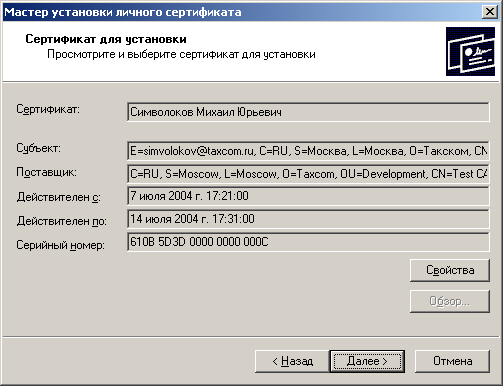 Мастер установки личного сертификата
Сертификат для установки
Просмотрите и выберите сертификат для установки
Сертификат: Символоков Михаил Юрьевич
Субъект: E=simvolokov@taxcom.ru, C=RU, S=Москва, L=Москва, O=Такском, CN
Поставщик: C=RU, S=Moscow, L=Moscow, O=Taxcom, OU=Development, CN=Test CA
Действителен с: 7 июля 2004 г. 17:21:00
Действителен по: 14 июля 2004 г. 17:31:00
Серийный номер: 610B 5D3D 0000 0000 000C
Свойства
Обзор...
< Назад Далее > Отмена